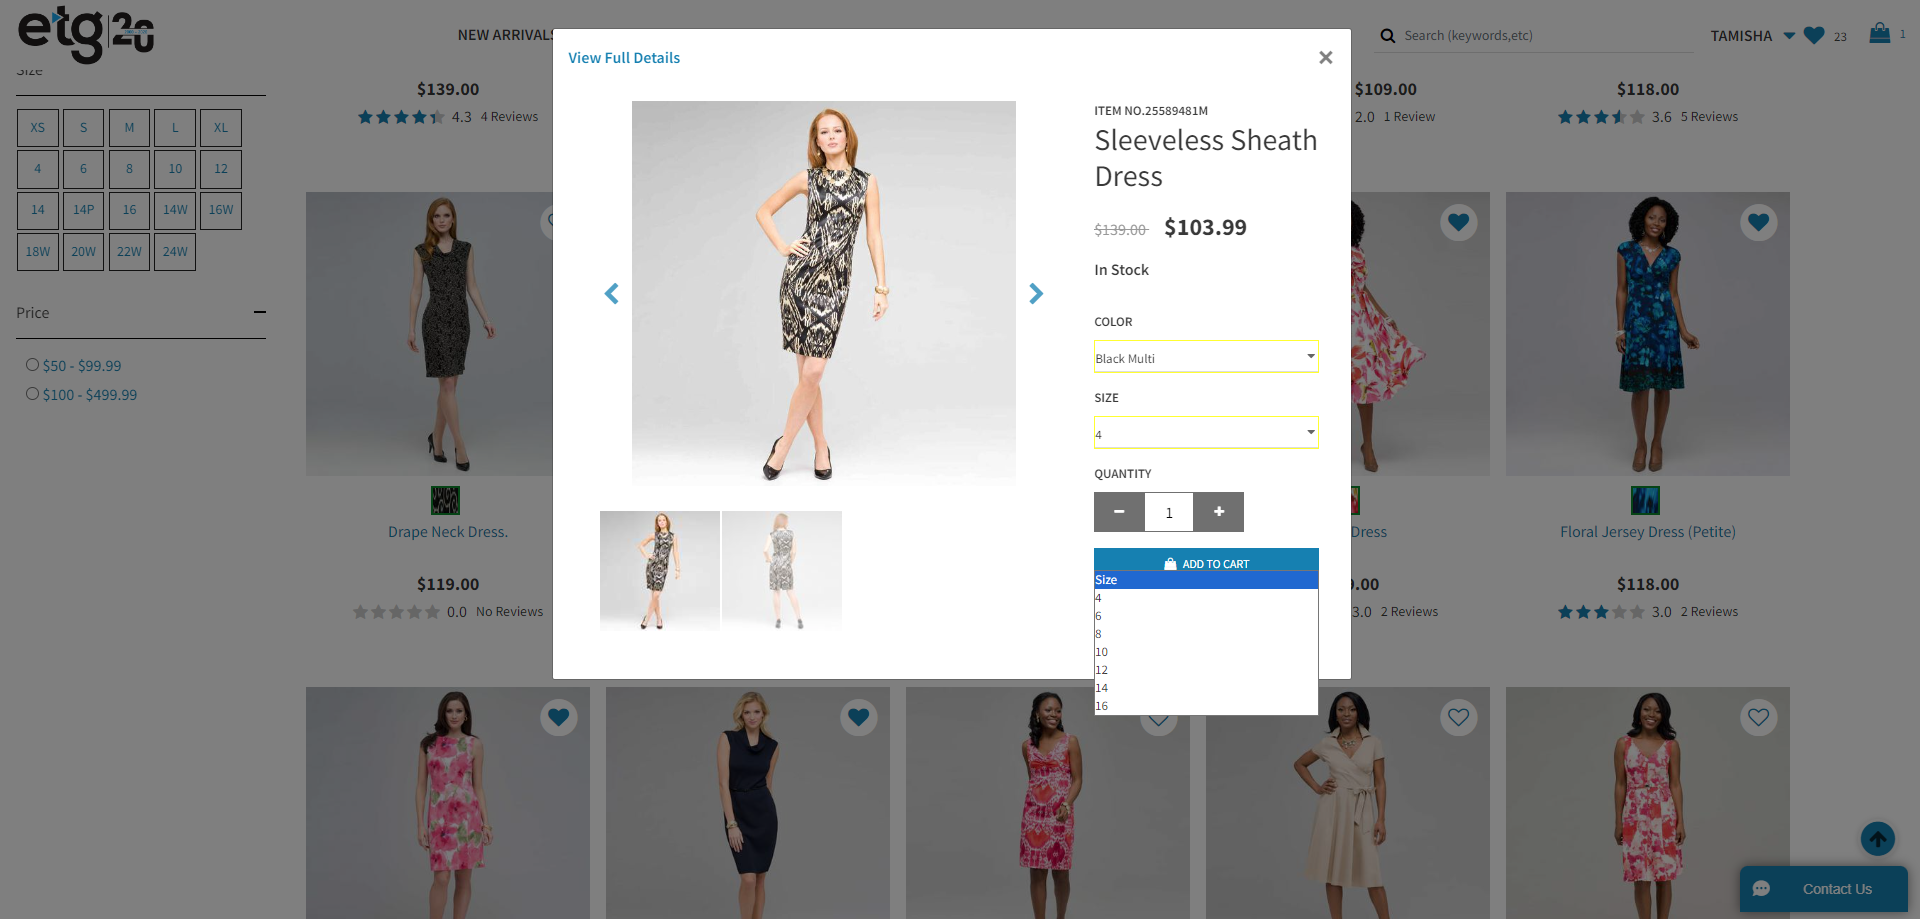 etg 20
NEW ARRIVALS
Search (keywords,etc)
TAMISHA
23
1
Size
XS S M L XL
4 6 8 10 12
14 14P 16 14W 16W
18W 20W 22W 24W
Price
$50 - $99.99
$100 - $499.99
$139.00
4.3 4 Reviews
$109.00
2.0 1 Review
$118.00
3.6 5 Reviews
View Full Details
×
ITEM NO.25589481M
Sleeveless Sheath
Dress
$139.00 $103.99
In Stock
COLOR
Black Multi
SIZE
4
QUANTITY
− 1 +
ADD TO CART
Size
4
6
8
10
12
14
16
Drape Neck Dress.
$119.00
0.0 No Reviews
Dress
9.00
3.0 2 Reviews
Floral Jersey Dress (Petite)
$118.00
3.0 2 Reviews
Contact Us